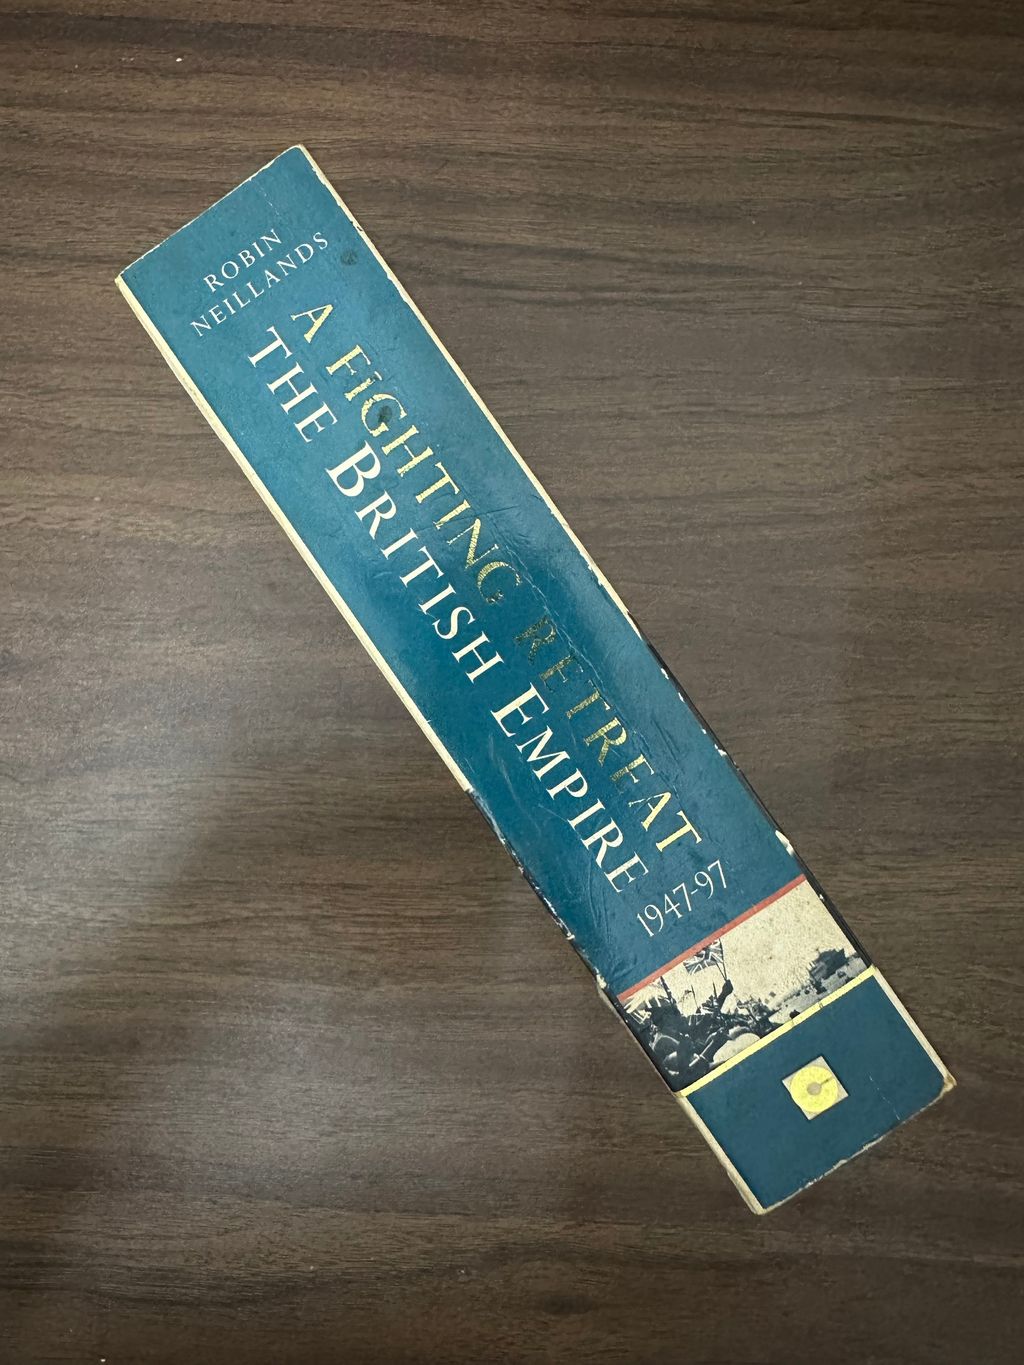 ROBIN
NEILLANDS
A FIGHTING RETREAT
THE BRITISH EMPIRE
1947-97